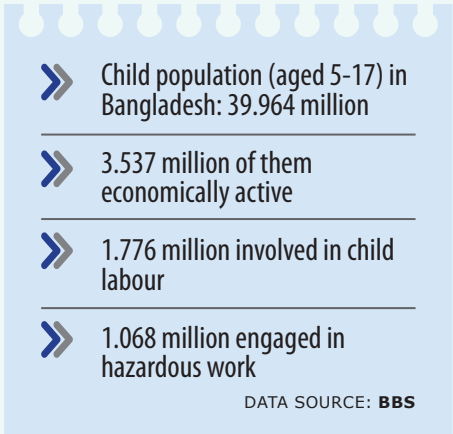 Child population (aged 5-17) in
Bangladesh: 39.964 million
3.537 million of them
economically active
1.776 million involved in child
labour
1.068 million engaged in
hazardous work
DATA SOURCE: BBS